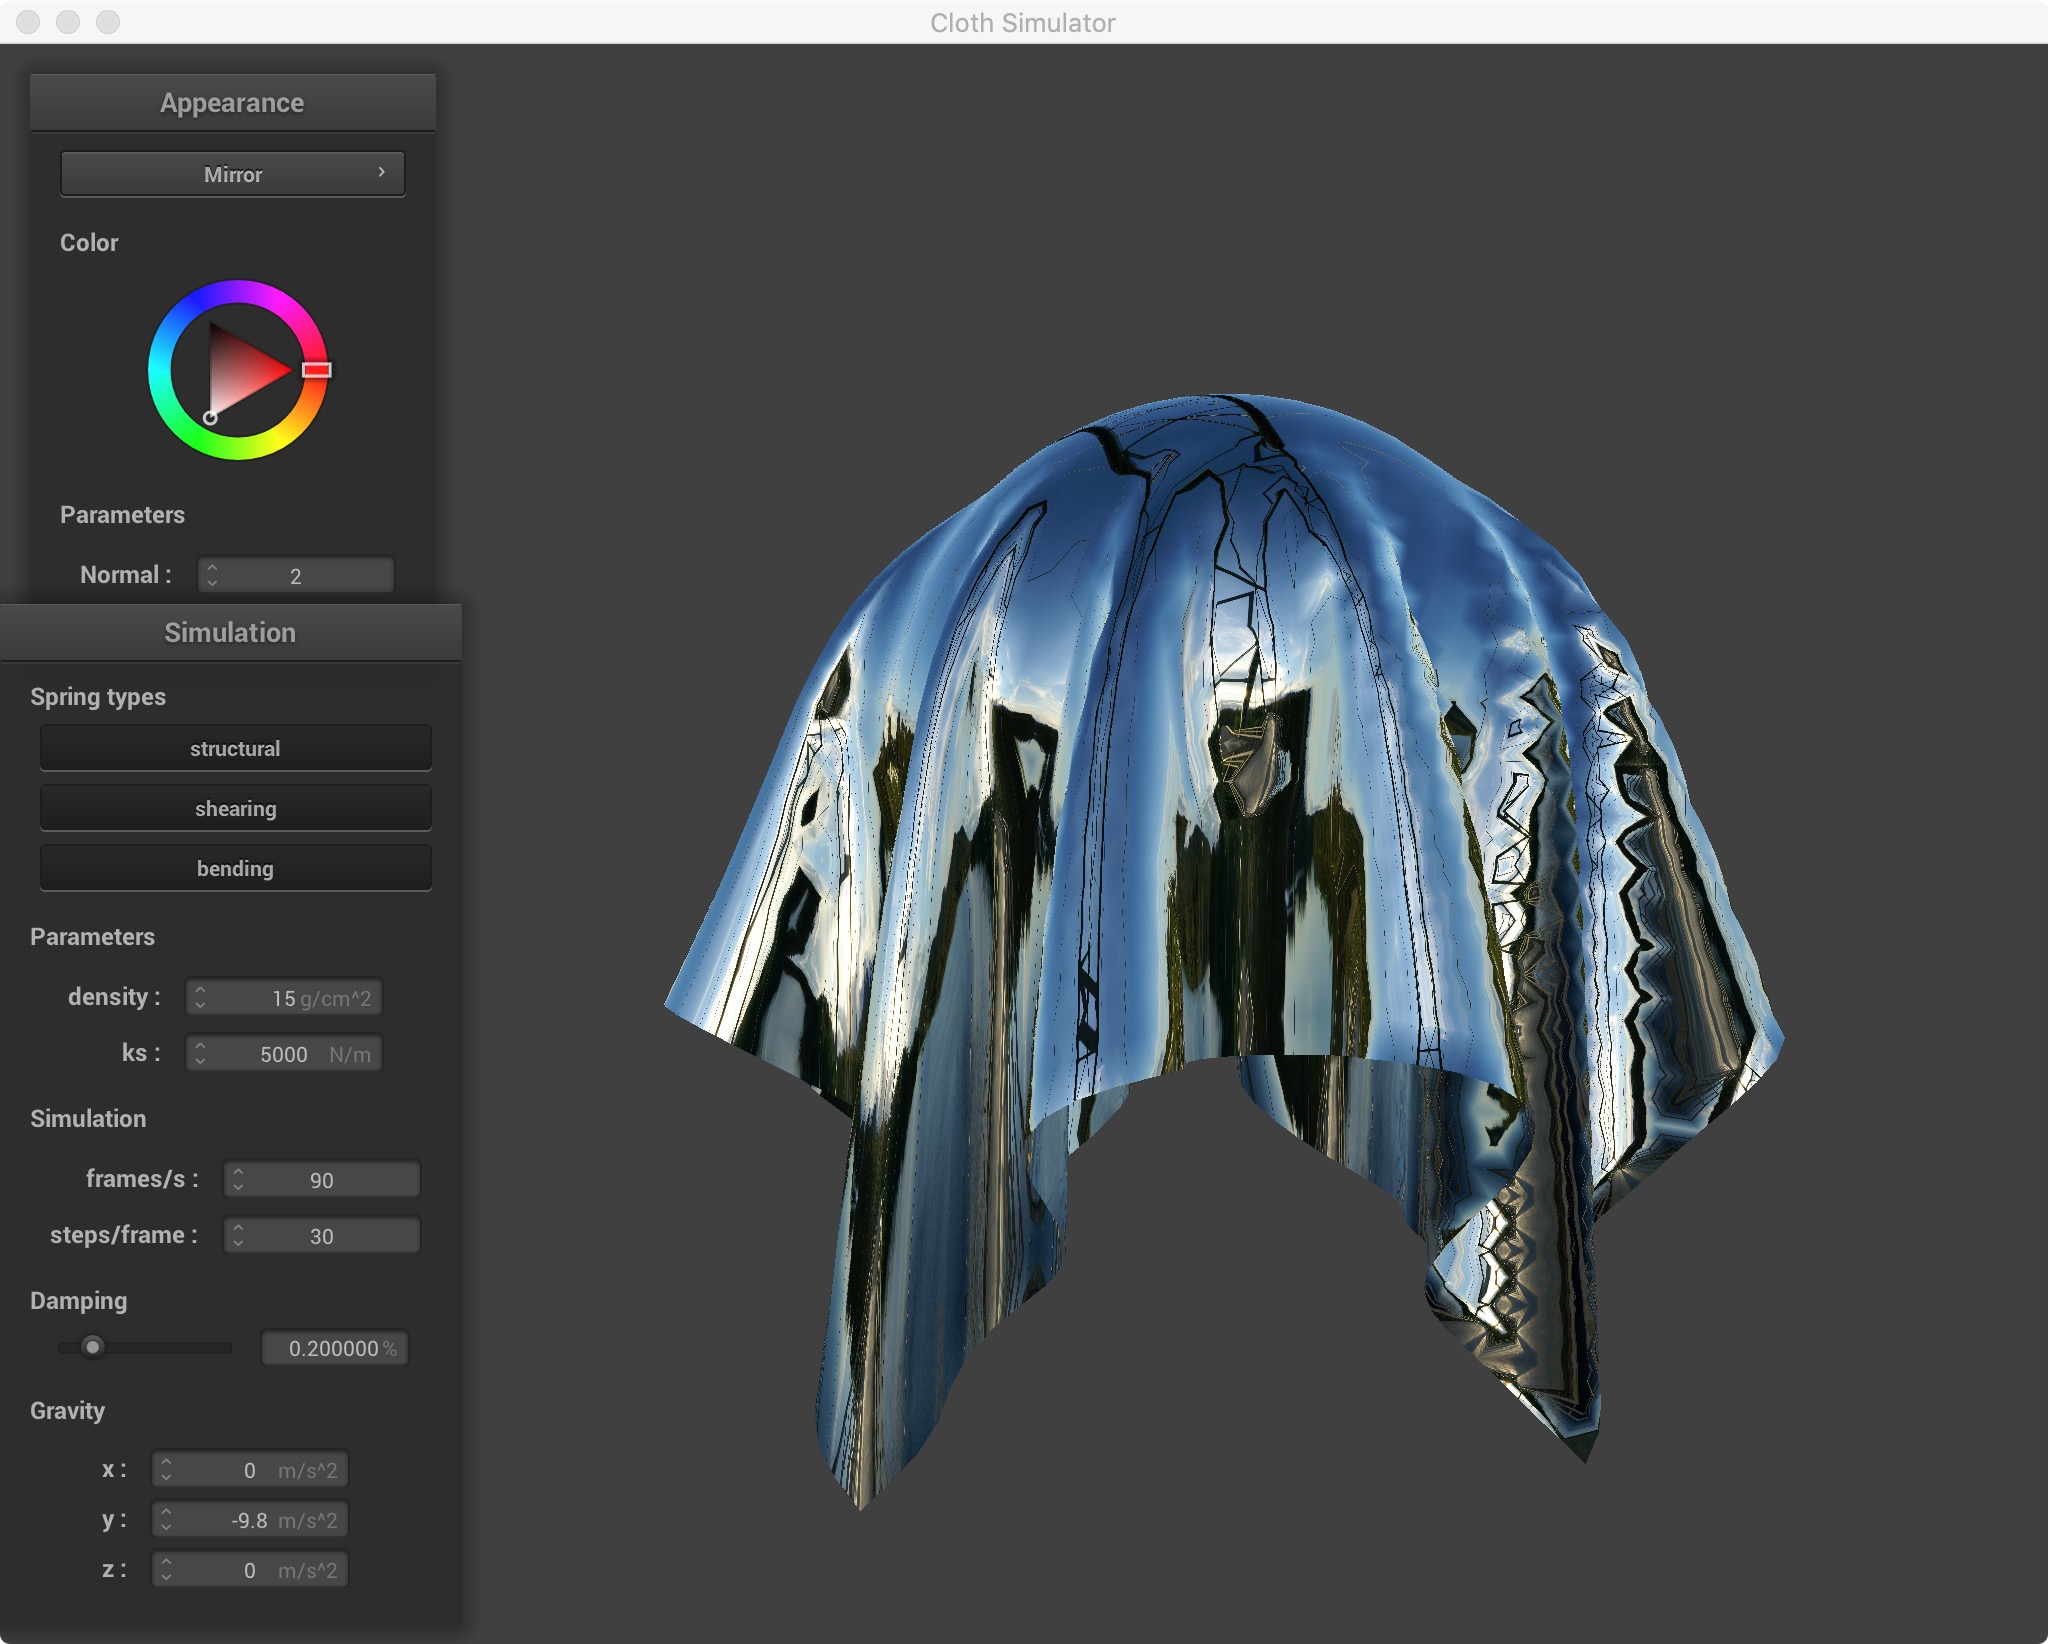 Cloth Simulator
Appearance
Mirror
Color
Parameters
Normal : 2
Simulation
Spring types
structural
shearing
bending
Parameters
density : 15 g/cm^2
ks : 5000 N/m
Simulation
frames/s : 90
steps/frame : 30
Damping
0.200000 %
Gravity
x : 0 m/s^2
y : -9.8 m/s^2
z : 0 m/s^2